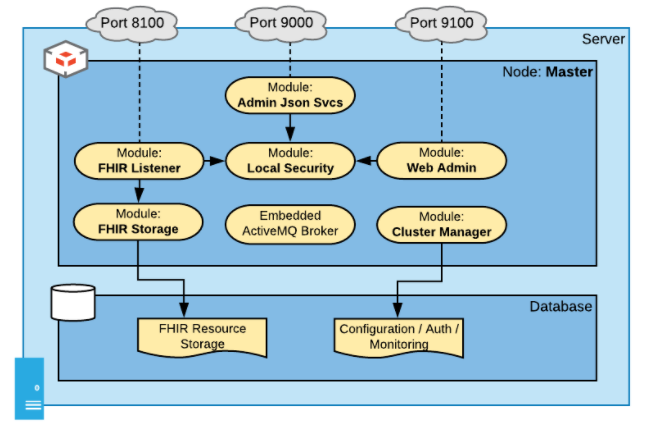 Port 8100
Port 9000
Port 9100
Server
Node: Master
Module:
Admin Json Svcs
Module:
FHIR Listener
Module:
Local Security
Module:
Web Admin
Module:
FHIR Storage
Embedded
ActiveMQ Broker
Module:
Cluster Manager
Database
FHIR Resource
Storage
Configuration / Auth /
Monitoring